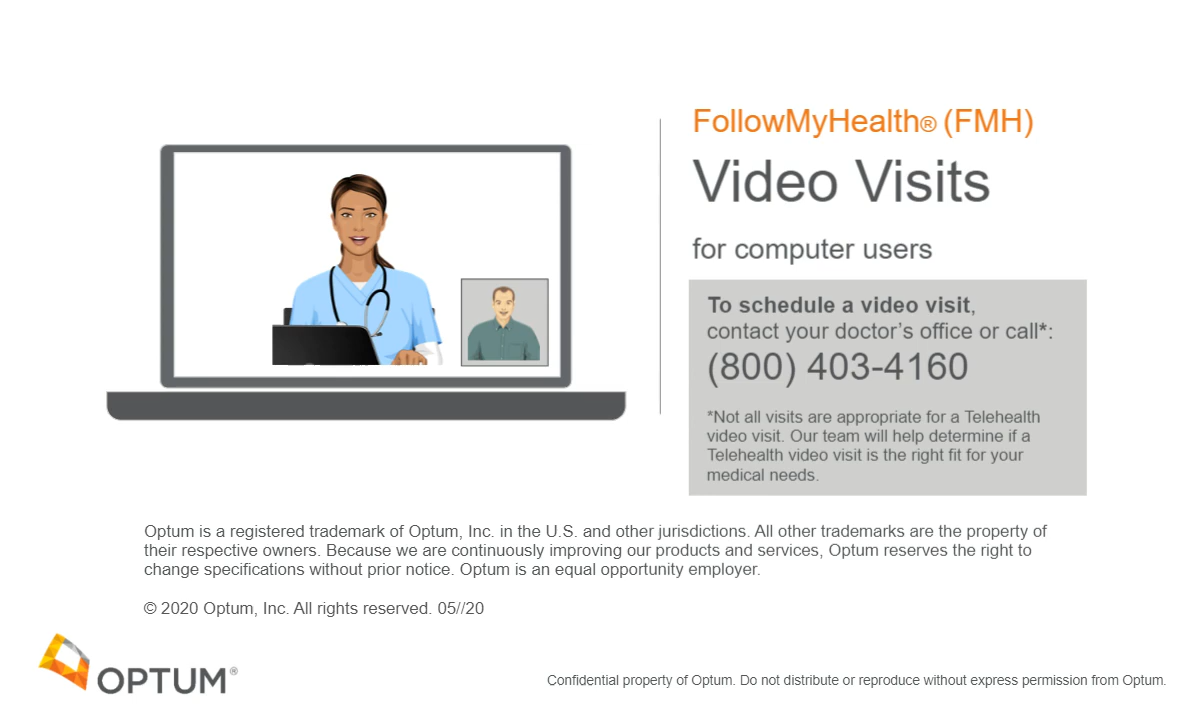 FollowMyHealth® (FMH)
Video Visits
for computer users
To schedule a video visit,
contact your doctor's office or call*:
(800) 403-4160
*Not all visits are appropriate for a Telehealth
video visit. Our team will help determine if a
Telehealth video visit is the right fit for your
medical needs.
Optum is a registered trademark of Optum, Inc. in the U.S. and other jurisdictions. All other trademarks are the property of
their respective owners. Because we are continuously improving our products and services, Optum reserves the right to
change specifications without prior notice. Optum is an equal opportunity employer.
© 2020 Optum, Inc. All rights reserved. 05//20
OPTUM®
Confidential property of Optum. Do not distribute or reproduce without express permission from Optum.